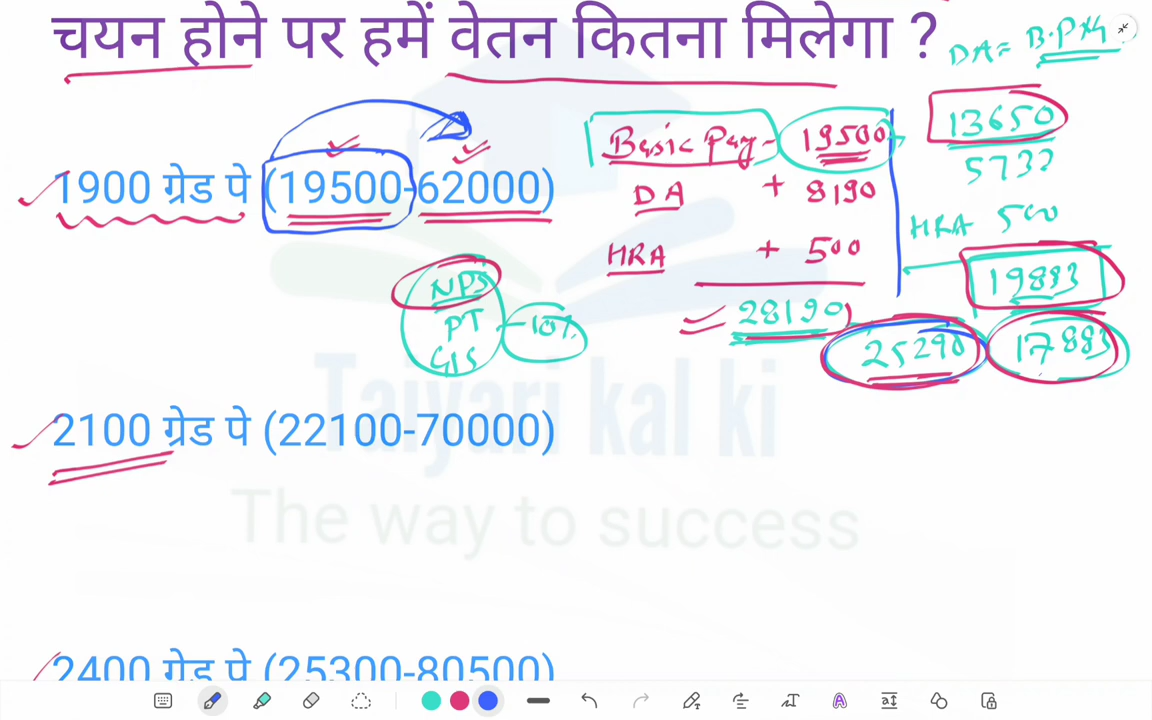 चयन होने पर हमें वेतन कितना मिलेगा ?
DA = B.P x
1900 ग्रेड पे (19500-62000)
Basic Pay - 19500
DA + 8190
HRA + 500
28190
25290
13650
5733
HRA 500
19883
17883
NPS
PT - 10%
GIS
2100 ग्रेड पे (22100-70000)
Taiyari kal ki
The way to success
2400 ग्रेड पे (25300-80500)